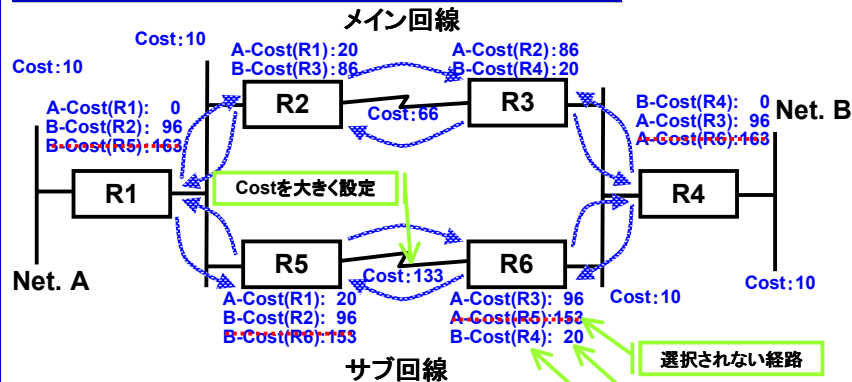 メイン回線
Cost:10
Cost:10
A-Cost(R1):20
B-Cost(R3):86
A-Cost(R2):86
B-Cost(R4):20
A-Cost(R1): 0
B-Cost(R2): 96
B-Cost(R5):163
R2
Cost:66
R3
B-Cost(R4): 0
A-Cost(R3): 96
A-Cost(R6):163
Net. B
R1
Costを大きく設定
R4
R5
Cost:133
R6
Net. A
Cost:10
Cost:10
A-Cost(R1): 20
B-Cost(R2): 96
B-Cost(R6):153
A-Cost(R3): 96
A-Cost(R5):153
B-Cost(R4): 20
選択されない経路
サブ回線